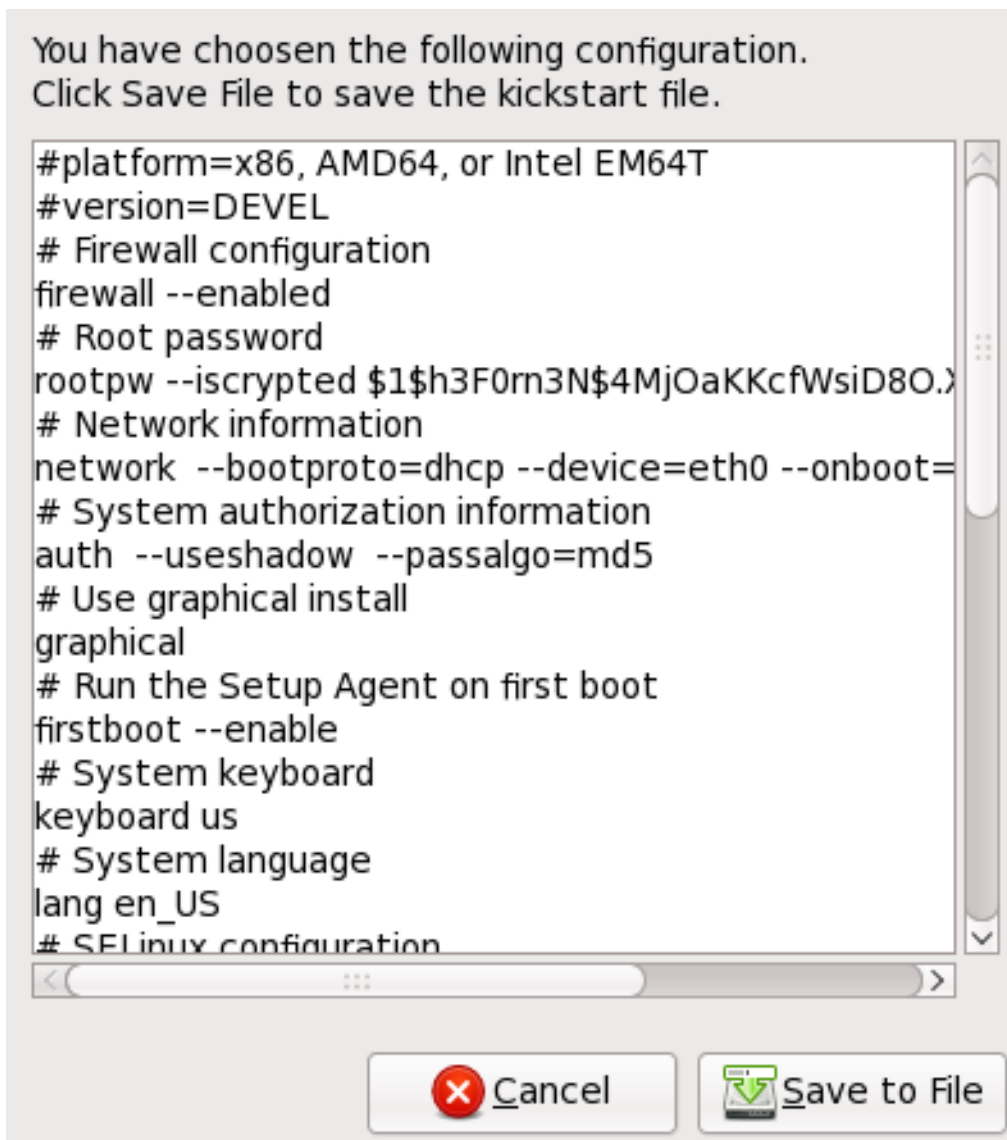 You have choosen the following configuration.
Click Save File to save the kickstart file.
#platform=x86, AMD64, or Intel EM64T
#version=DEVEL
# Firewall configuration
firewall --enabled
# Root password
rootpw --iscrypted $1$h3F0rn3N$4MjOaKKcfWsiD8O.X
# Network information
network  --bootproto=dhcp --device=eth0 --onboot=
# System authorization information
auth  --useshadow  --passalgo=md5
# Use graphical install
graphical
# Run the Setup Agent on first boot
firstboot --enable
# System keyboard
keyboard us
# System language
lang en_US
# SELinux configuration
Cancel
Save to File